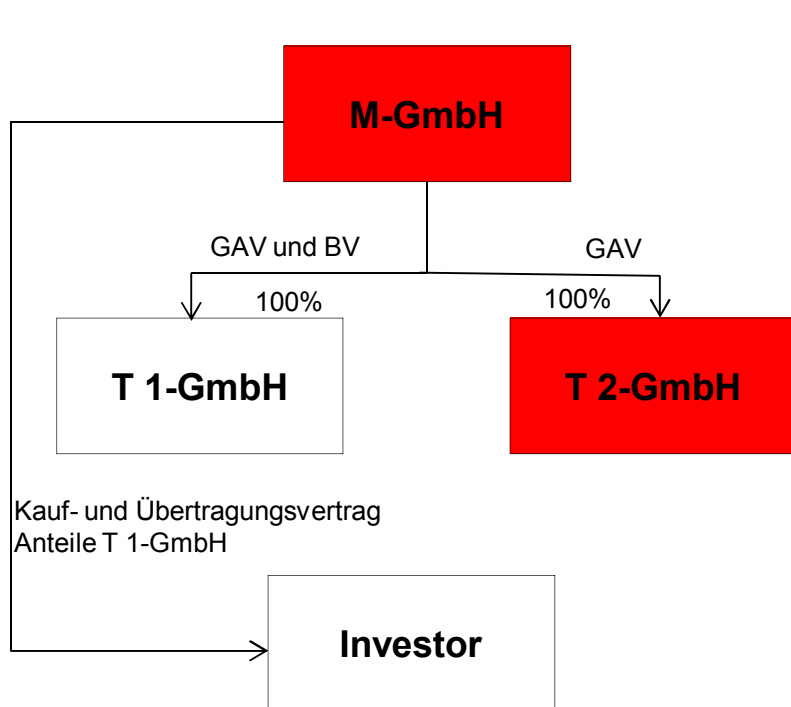 M-GmbH
GAV und BV
GAV
100%
100%
T 1-GmbH
T 2-GmbH
Kauf- und Übertragungsvertrag
Anteile T 1-GmbH
Investor